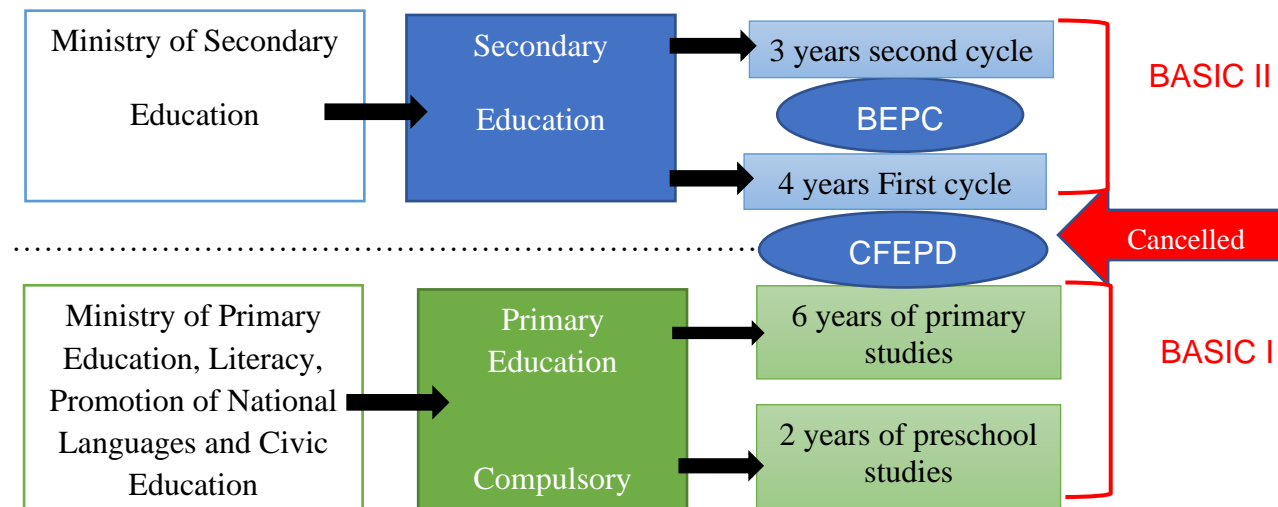 Ministry of Secondary
Education
Secondary
Education
3 years second cycle
BEPC
4 years First cycle
BASIC II
CFEPD
Cancelled
Ministry of Primary
Education, Literacy,
Promotion of National
Languages and Civic
Education
Primary
Education
Compulsory
6 years of primary
studies
2 years of preschool
studies
BASIC I